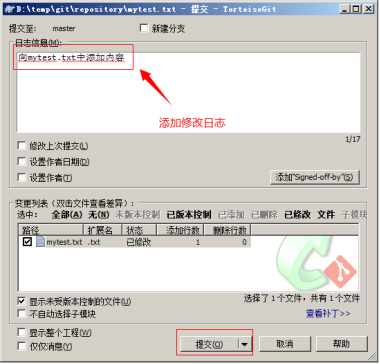 D:\temp\git\repository\mytest.txt - 提交 - TortoiseGit
提交至: master 新建分支
日志信息(M):
向mytest.txt中添加内容
添加修改日志
1/17
修改上次提交(L)
设置作者日期(D)
设置作者(T)
添加"Signed-off-by"(S)
变更列表（双击文件查看差异）:
选中: 全部(A) 无(N) 未版本控制 已版本控制 已添加 已删除 已修改 文件 子模块
路径 扩展名 状态 添加行数 删除行数
mytest.txt .txt 已修改 1 0
显示未受版本控制的文件(U)
选择了 1个文件，共有 1个文件
不自动选择子模块
查看补丁>>
显示整个工程(W)
仅仅消息(Y)
提交(O) 取消 帮助